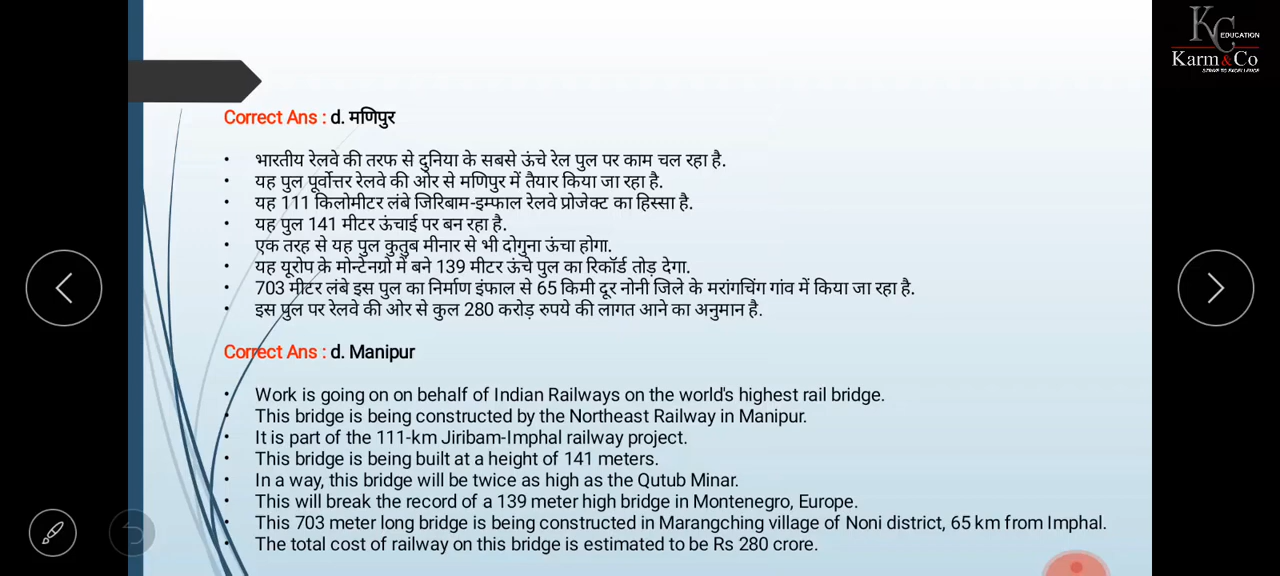 KC EDUCATION
Karm&Co
STRIVE TO EXCELLENCE
Correct Ans : d. मणिपुर
• भारतीय रेलवे की तरफ से दुनिया के सबसे ऊंचे रेल पुल पर काम चल रहा है.
• यह पुल पूर्वोत्तर रेलवे की ओर से मणिपुर में तैयार किया जा रहा है.
• यह 111 किलोमीटर लंबे जिरिबाम-इम्फाल रेलवे प्रोजेक्ट का हिस्सा है.
• यह पुल 141 मीटर ऊंचाई पर बन रहा है.
• एक तरह से यह पुल कुतुब मीनार से भी दोगुना ऊंचा होगा.
• यह यूरोप के मोन्टेनग्रो में बने 139 मीटर ऊंचे पुल का रिकॉर्ड तोड़ देगा.
• 703 मीटर लंबे इस पुल का निर्माण इंफाल से 65 किमी दूर नोनी जिले के मरांगचिंग गांव में किया जा रहा है.
• इस पुल पर रेलवे की ओर से कुल 280 करोड़ रुपये की लागत आने का अनुमान है.
Correct Ans : d. Manipur
• Work is going on on behalf of Indian Railways on the world's highest rail bridge.
• This bridge is being constructed by the Northeast Railway in Manipur.
• It is part of the 111-km Jiribam-Imphal railway project.
• This bridge is being built at a height of 141 meters.
• In a way, this bridge will be twice as high as the Qutub Minar.
• This will break the record of a 139 meter high bridge in Montenegro, Europe.
• This 703 meter long bridge is being constructed in Marangching village of Noni district, 65 km from Imphal.
• The total cost of railway on this bridge is estimated to be Rs 280 crore.